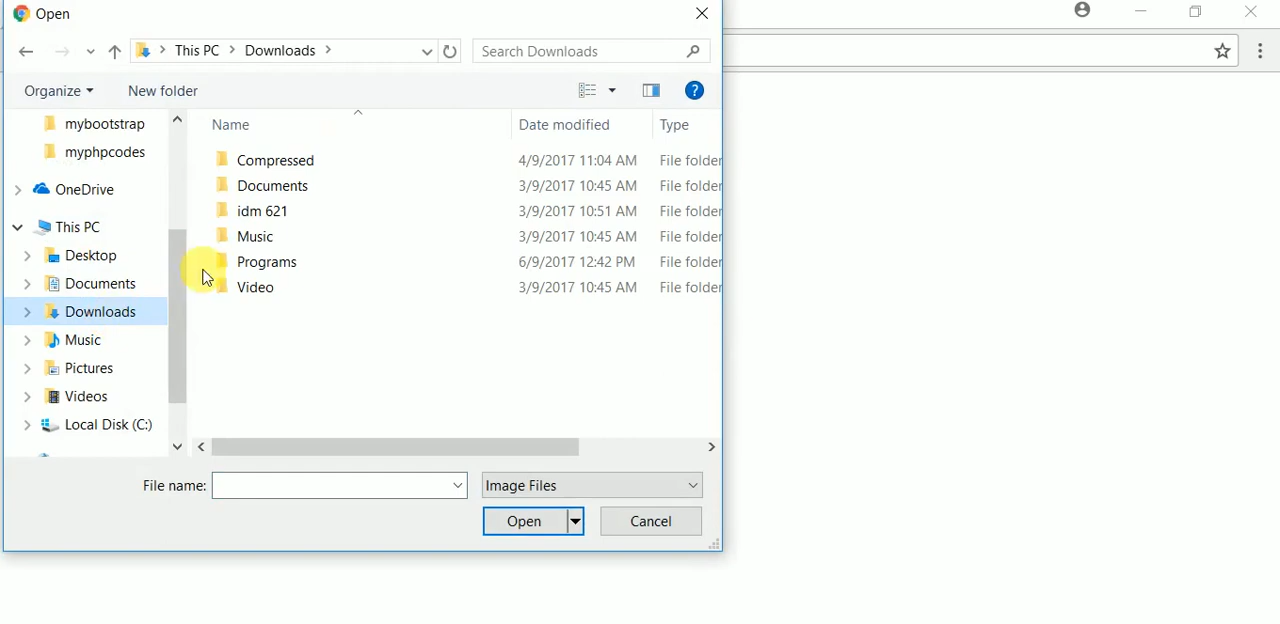 Open
This PC
Downloads
Search Downloads
Organize
New folder
?
Name
Date modified
Type
mybootstrap
myphpcodes
OneDrive
This PC
Desktop
Documents
Downloads
Music
Pictures
Videos
Local Disk (C:)
Compressed 4/9/2017 11:04 AM File folder
Documents 3/9/2017 10:45 AM File folder
idm 621 3/9/2017 10:51 AM File folder
Music 3/9/2017 10:45 AM File folder
Programs 6/9/2017 12:42 PM File folder
Video 3/9/2017 10:45 AM File folder
File name:
Image Files
Open
Cancel